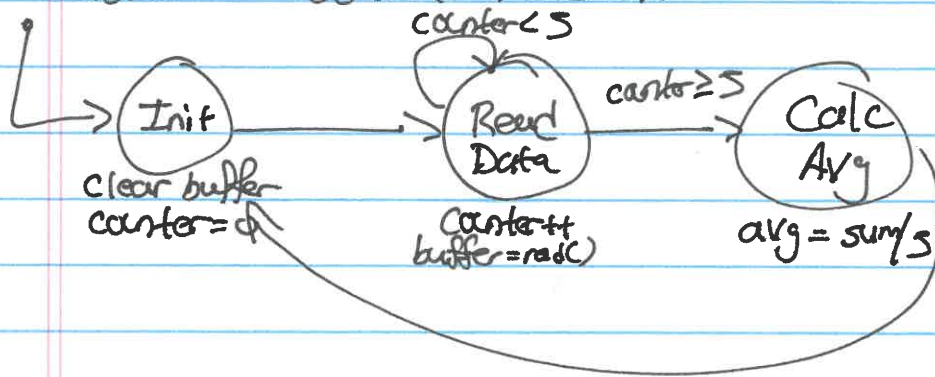 counter<5
Init
Read
Data
counter≥5
Calc
Avg
clear buffer
counter=0
counter++
buffer=read()
avg=sum/5